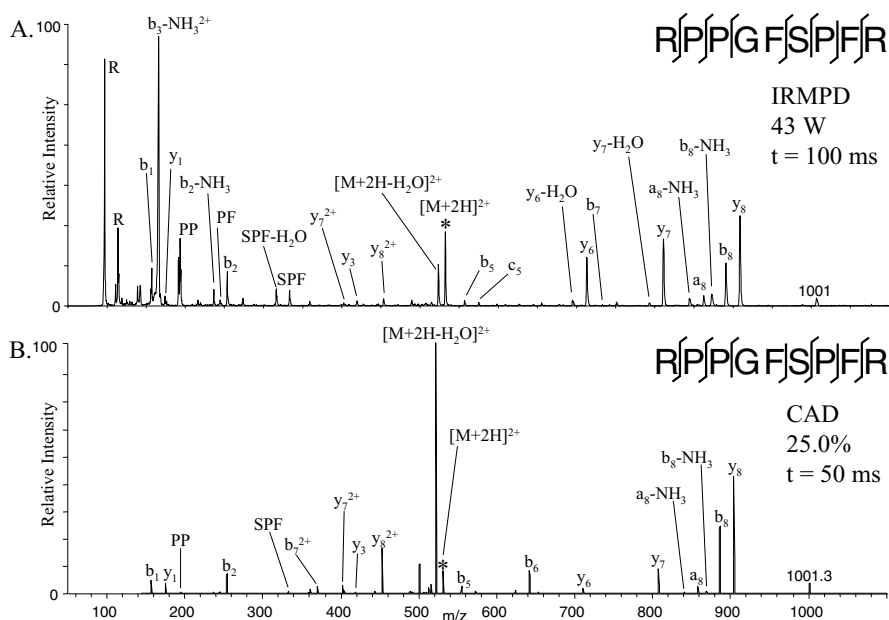 A.
100
0
Relative Intensity
RPPGFSPFR
IRMPD
43 W
t = 100 ms
R
R
b₁
b₃-NH₃²⁺
y₁
PP
b₂-NH₃
PF
b₂
SPF-H₂O
SPF
y₇²⁺
y₃
y₈²⁺
[M+2H-H₂O]²⁺
[M+2H]²⁺
*
b₅
c₅
y₆-H₂O
y₆
b₇
y₇-H₂O
y₇
a₈-NH₃
a₈
b₈-NH₃
b₈
y₈
1001
B.
100
0
Relative Intensity
RPPGFSPFR
CAD
25.0%
t = 50 ms
b₁
y₁
PP
b₂
SPF
b₇²⁺
y₇²⁺
y₃
y₈²⁺
[M+2H-H₂O]²⁺
[M+2H]²⁺
*
b₅
b₆
y₆
y₇
a₈-NH₃
a₈
b₈-NH₃
b₈
y₈
1001.3
100 200 300 400 500 600 700 800 900 1000
m/z